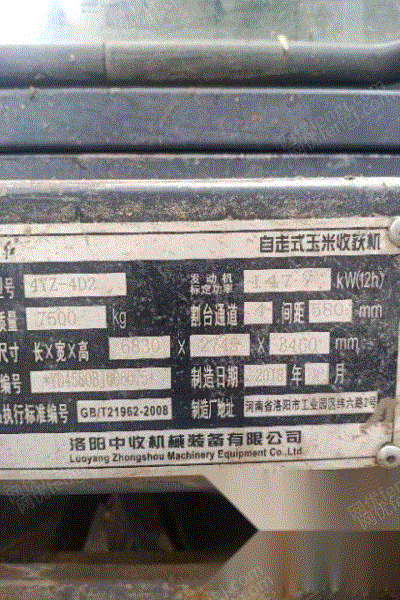 自走式玉米收获机
型号 4YZ-4D2 发动机标定功率 147 kW(12h)
质量 7500 kg 割台通道 4 间距 580 mm
尺寸 长X宽X高 6830 X 2745 X 3460 mm
编号 制造日期 2013 年 月
执行标准编号 GB/T21962-2008 制造厂地址 河南省洛阳市工业园区纬六路2号
洛阳中收机械装备有限公司
Luoyang Zhongshou Machinery Equipment Co.,Ltd.